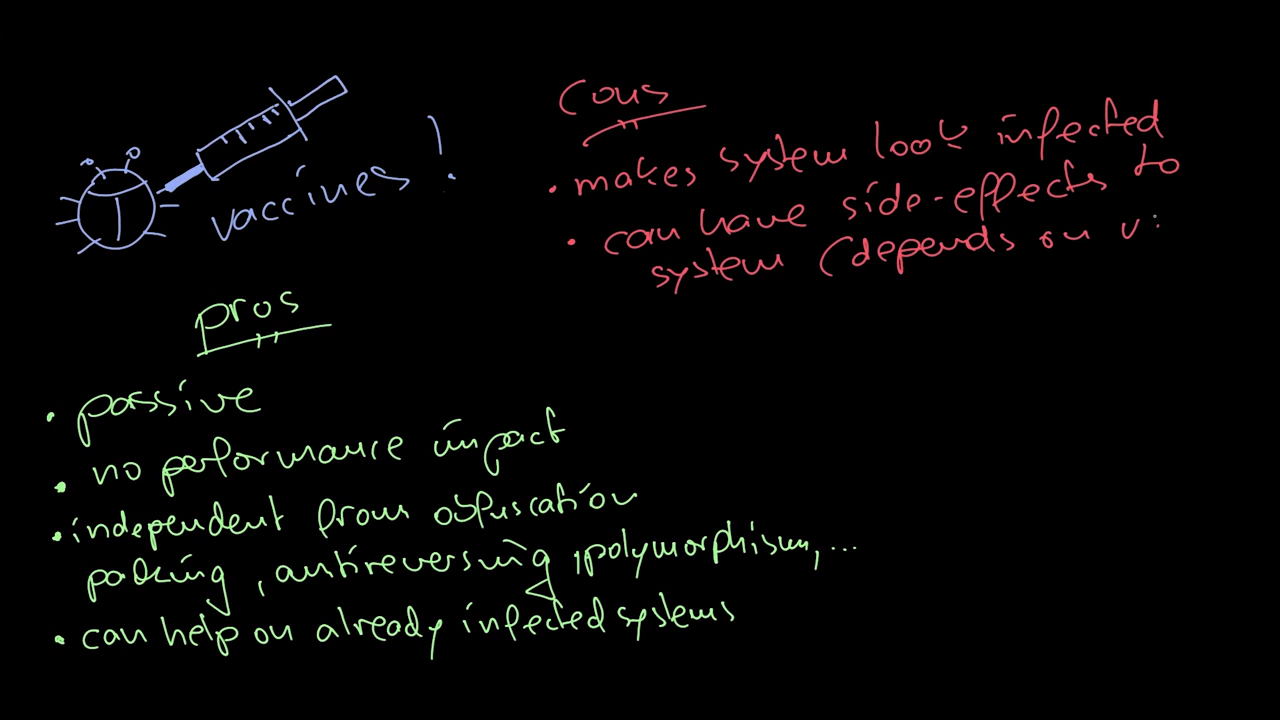 vaccines!
pros
• passive
• no performance impact
• independent from obfuscation
packing, antireversing, polymorphism, ...
• can help on already infected systems
Cons
• makes system look infected
• can have side-effects to
system (depends on